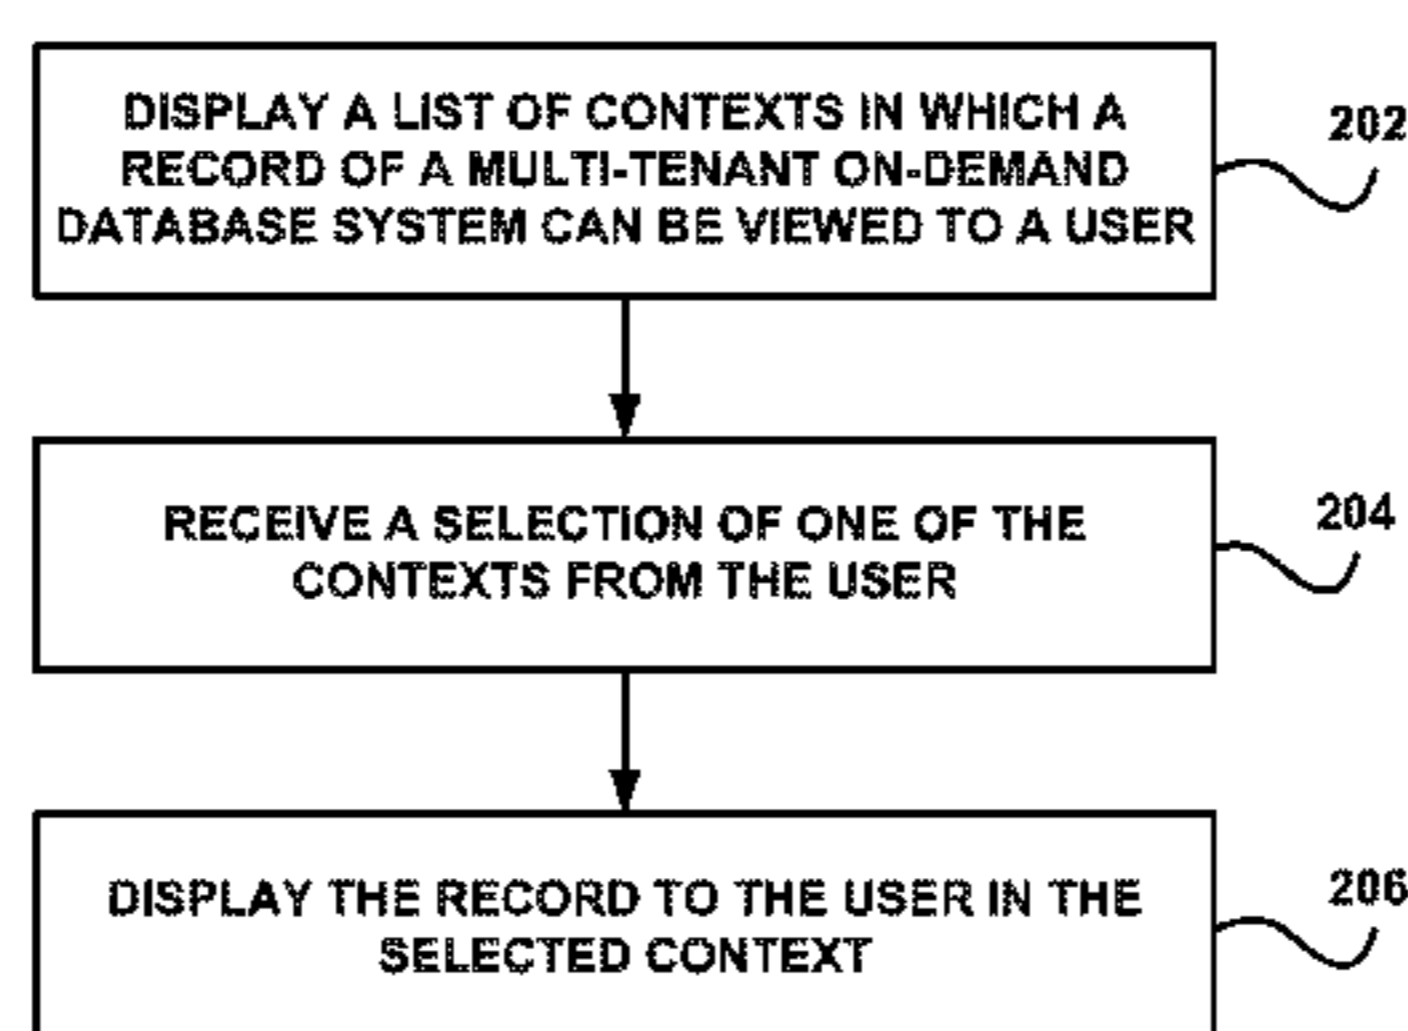 DISPLAY A LIST OF CONTEXTS IN WHICH A
RECORD OF A MULTI-TENANT ON-DEMAND
DATABASE SYSTEM CAN BE VIEWED TO A USER
202
RECEIVE A SELECTION OF ONE OF THE
CONTEXTS FROM THE USER
204
DISPLAY THE RECORD TO THE USER IN THE
SELECTED CONTEXT
206